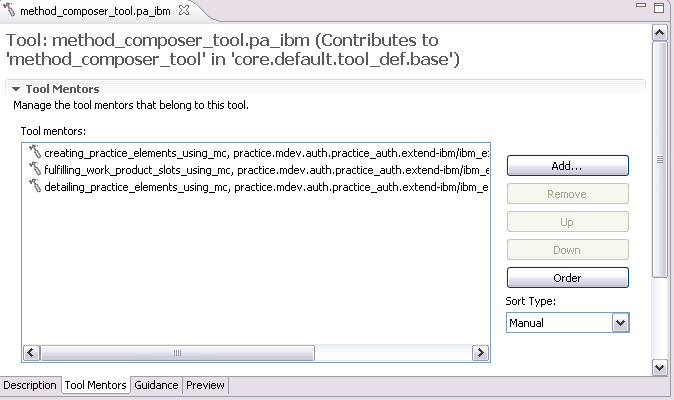 method_composer_tool.pa_ibm
Tool: method_composer_tool.pa_ibm (Contributes to
'method_composer_tool' in 'core.default.tool_def.base')
Tool Mentors
Manage the tool mentors that belong to this tool.
Tool mentors:
creating_practice_elements_using_mc, practice.mdev.auth.practice_auth.extend-ibm/ibm_ex
fulfilling_work_product_slots_using_mc, practice.mdev.auth.practice_auth.extend-ibm/ibm_e
detailing_practice_elements_using_mc, practice.mdev.auth.practice_auth.extend-ibm/ibm_e
Add...
Remove
Up
Down
Order
Sort Type:
Manual
Description Tool Mentors Guidance Preview